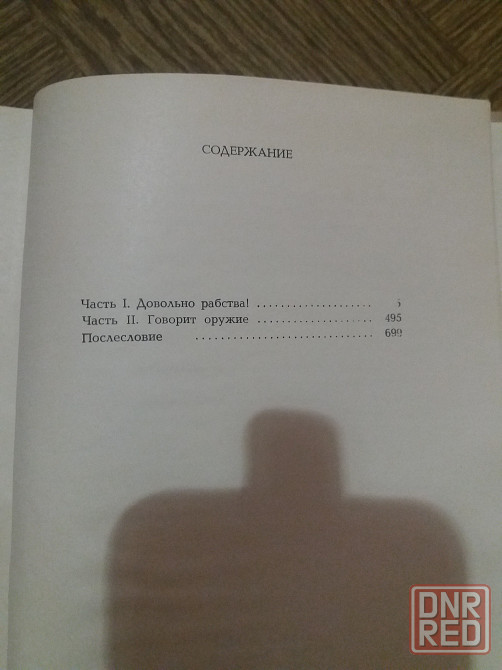 СОДЕРЖАНИЕ
Часть I. Довольно рабства! .................... 5
Часть II. Говорит оружие .................... 495
Послесловие .............................. 699
DNR
RED